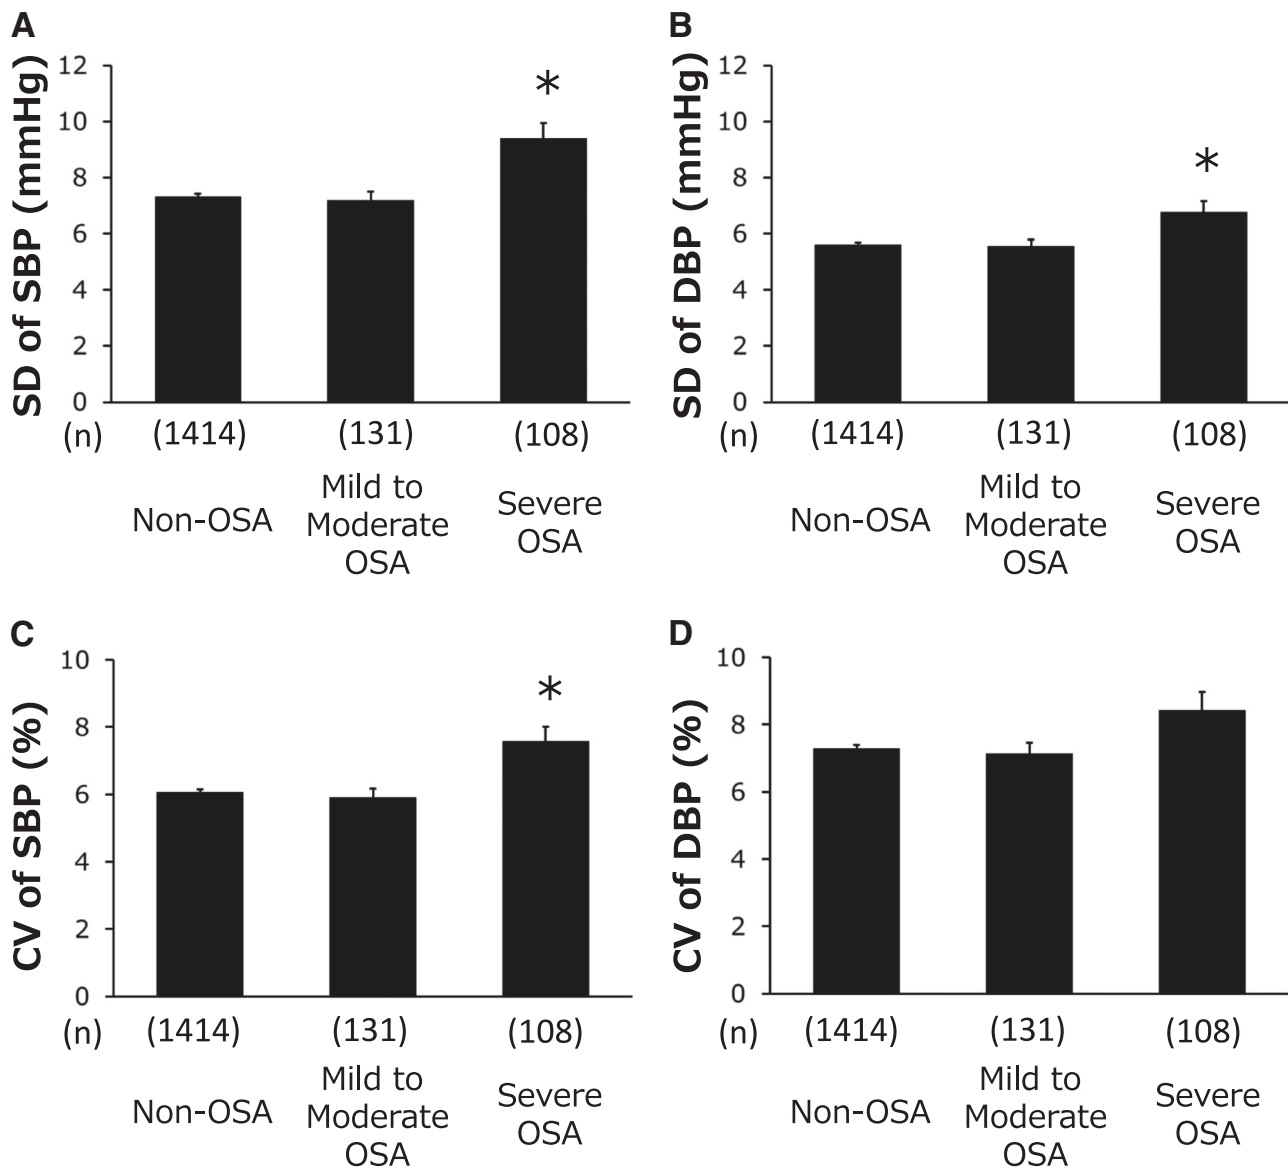 A
SD of SBP (mmHg)
12
10
8
6
4
2
0
*
(n) (1414) (131) (108)
Non-OSA
Mild to
Moderate
OSA
Severe
OSA
B
SD of DBP (mmHg)
12
10
8
6
4
2
0
*
(n) (1414) (131) (108)
Non-OSA
Mild to
Moderate
OSA
Severe
OSA
C
CV of SBP (%)
10
8
6
4
2
0
*
(n) (1414) (131) (108)
Non-OSA
Mild to
Moderate
OSA
Severe
OSA
D
CV of DBP (%)
10
8
6
4
2
0
(n) (1414) (131) (108)
Non-OSA
Mild to
Moderate
OSA
Severe
OSA